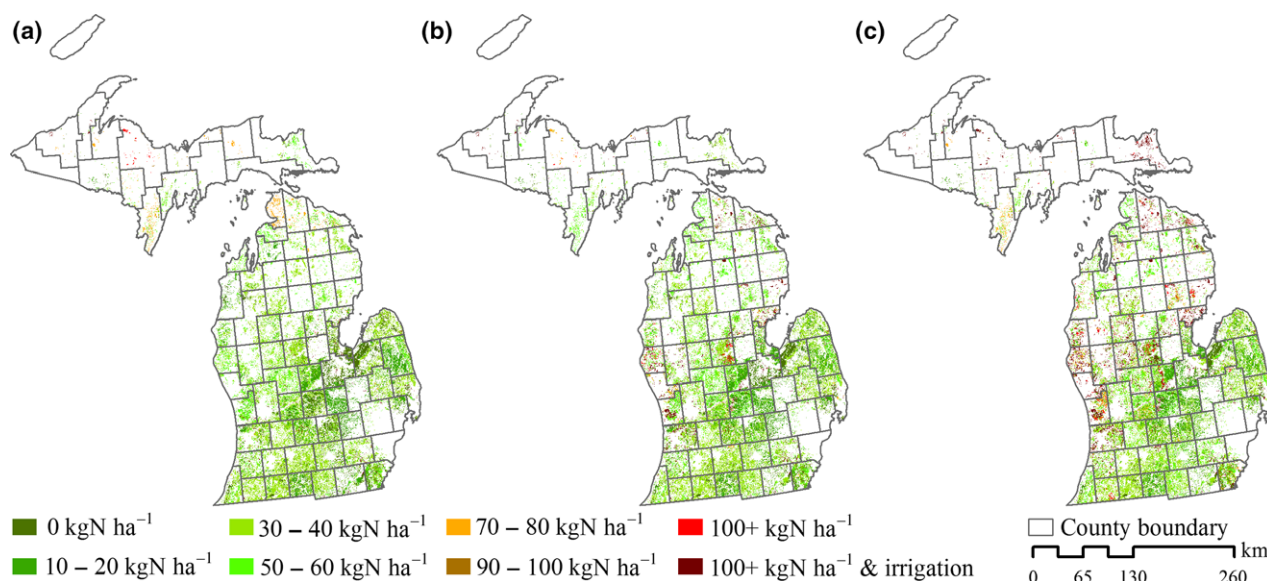 (a) (b) (c)
0 kgN ha⁻¹ 30 – 40 kgN ha⁻¹ 70 – 80 kgN ha⁻¹ 100+ kgN ha⁻¹ County boundary
10 – 20 kgN ha⁻¹ 50 – 60 kgN ha⁻¹ 90 – 100 kgN ha⁻¹ 100+ kgN ha⁻¹ & irrigation
km
0 65 130 260